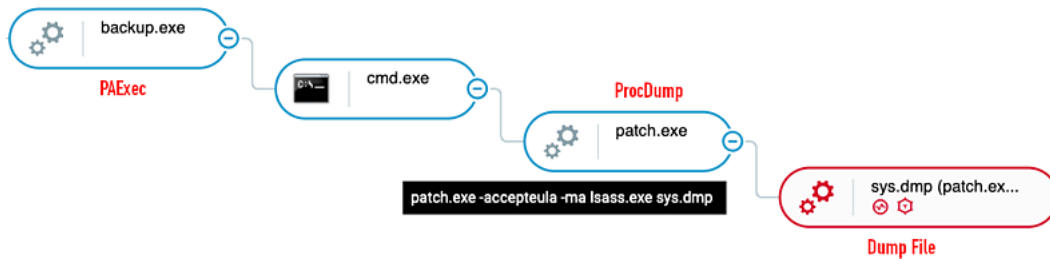 backup.exe
PAExec
C:\_
cmd.exe
ProcDump
patch.exe
patch.exe -accepteula -ma lsass.exe sys.dmp
sys.dmp (patch.ex...
Dump File